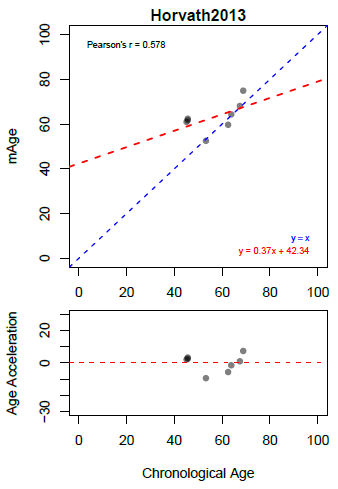 Horvath2013
Pearson's r = 0.578
mAge
100
80
60
40
20
0
y = x
y = 0.37x + 42.34
0 20 40 60 80 100
Age Acceleration
20
0
−30
0 20 40 60 80 100
Chronological Age